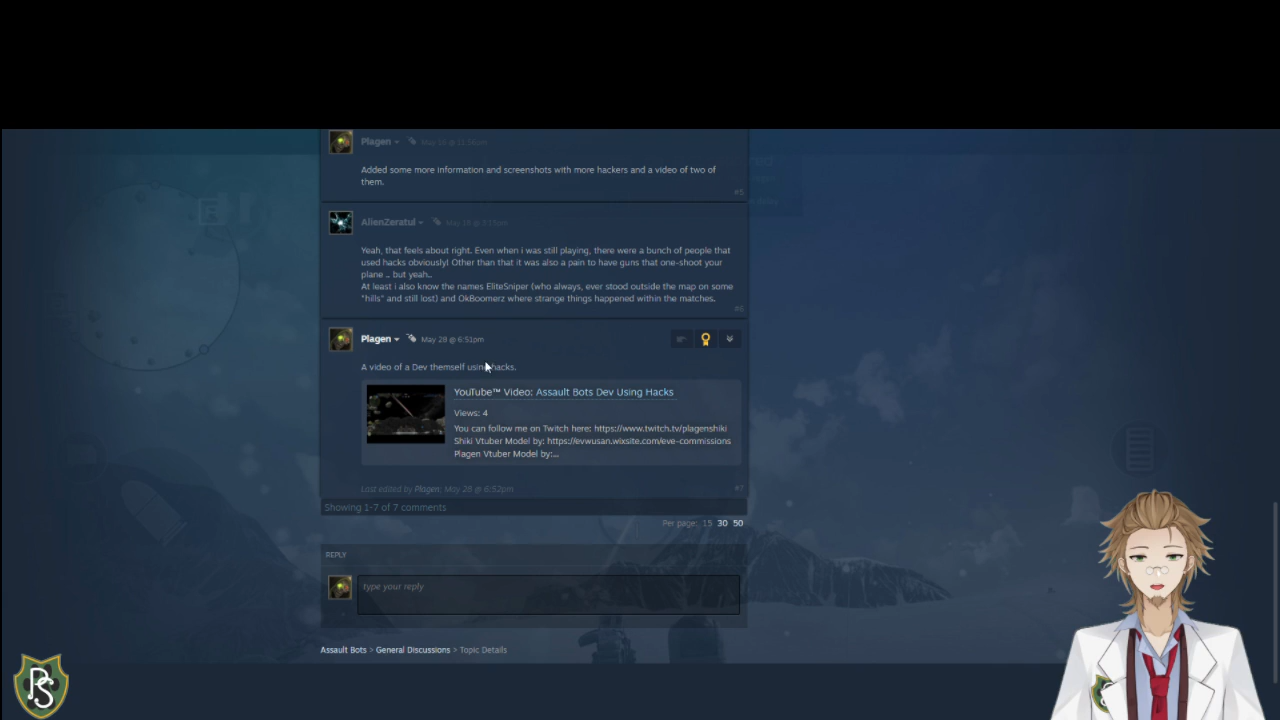 Plagen
Added some more information and screenshots with more hackers and a video of two of
them.
#5
AlienZeratul
Yeah, that feels about right. Even when i was still playing, there were a bunch of people that
used hacks obviously! Other than that it was also a pain to have guns that one-shoot your
plane .. but yeah..
At least i also know the names EliteSniper (who always, ever stood outside the map on some
"hills" and still lost) and OkBoomerz where strange things happened within the matches.
#6
Plagen May 28 @ 6:51pm
A video of a Dev themself using hacks.
YouTube™ Video: Assault Bots Dev Using Hacks
Views: 4
You can follow me on Twitch here: https://www.twitch.tv/plagenshiki
Shiki Vtuber Model by: https://evwusan.wixsite.com/eve-commissions
Plagen Vtuber Model by:...
Last edited by Plagen; May 28 @ 6:52pm
#7
Showing 1-7 of 7 comments
Per page: 15 30 50
REPLY
type your reply
Assault Bots > General Discussions > Topic Details
PS